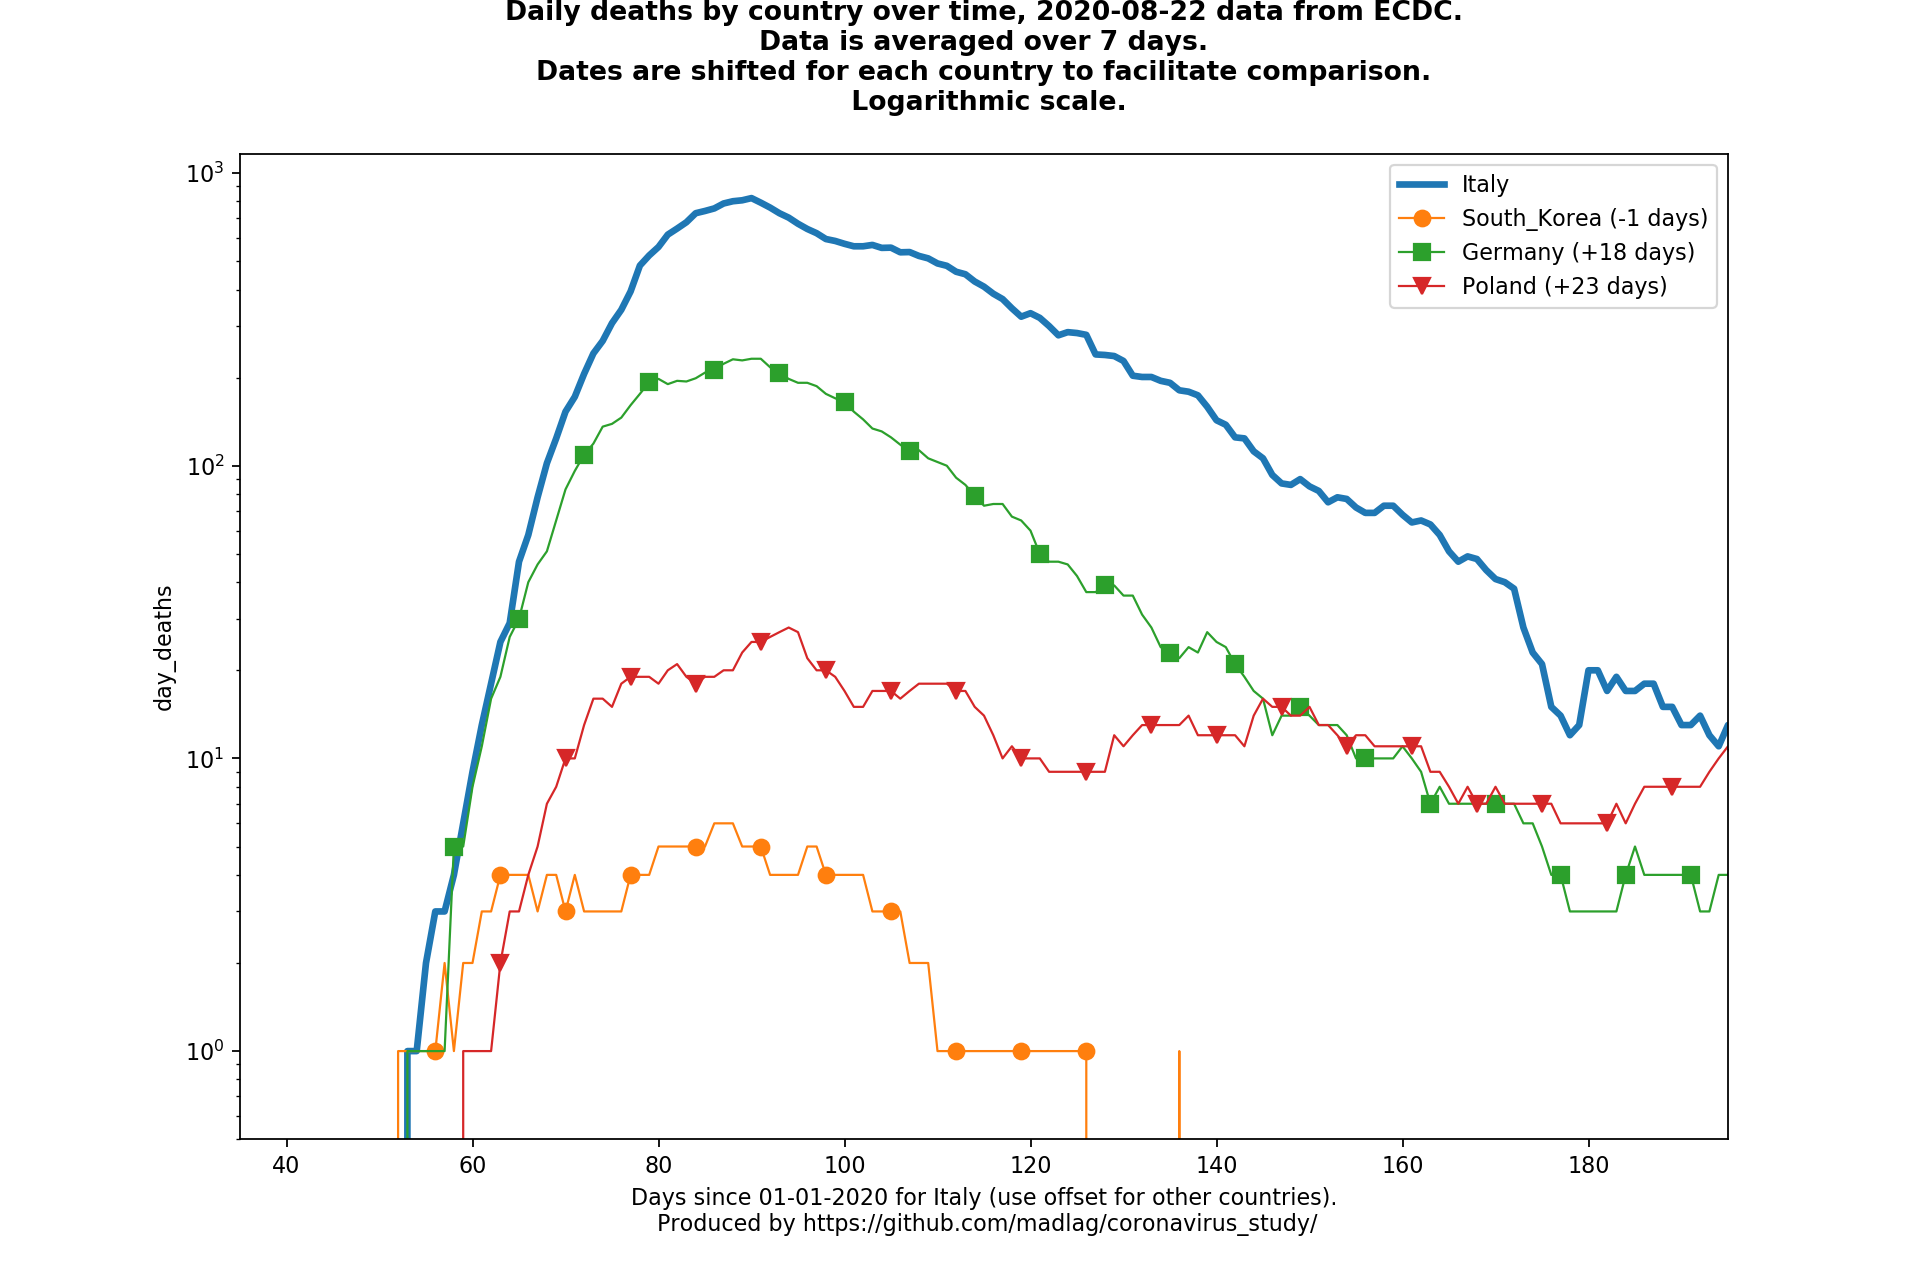 Daily deaths by country over time, 2020-08-22 data from ECDC.
Data is averaged over 7 days.
Dates are shifted for each country to facilitate comparison.
Logarithmic scale.
10³
10²
10¹
10⁰
day_deaths
Italy
South_Korea (-1 days)
Germany (+18 days)
Poland (+23 days)
40 60 80 100 120 140 160 180
Days since 01-01-2020 for Italy (use offset for other countries).
Produced by https://github.com/madlag/coronavirus_study/